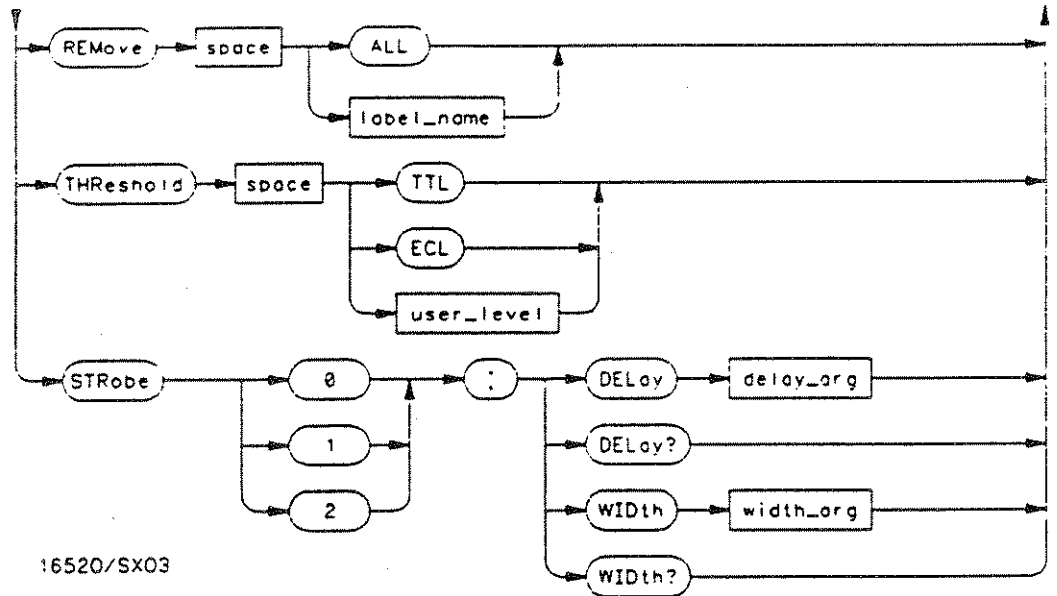 REMove space ALL
label_name
THReshold space TTL
ECL
user_level
STRobe 0 : DELay delay_arg
1 DELay?
2 WIDth width_arg
WIDth?
16520/SX03